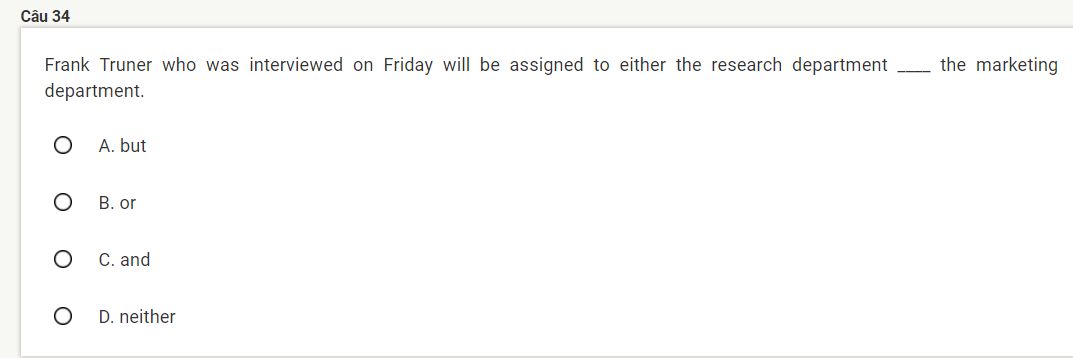 Câu 34
Frank Truner who was interviewed on Friday will be assigned to either the research department ____ the marketing
department.
A. but
B. or
C. and
D. neither